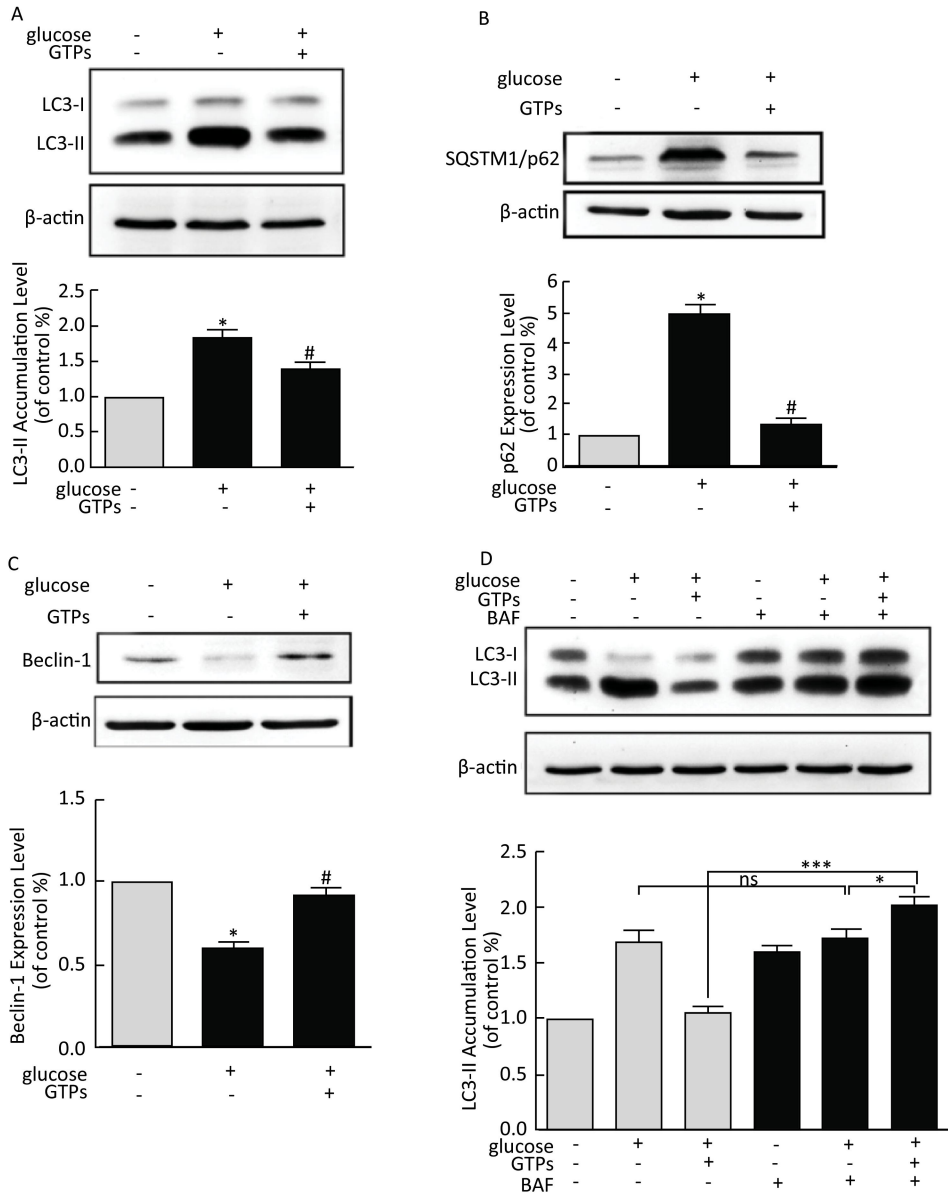 A
glucose - + +
GTPs - - +
LC3-I
LC3-II
β-actin
LC3-II Accumulation Level
(of control %)
2.5
2.0
1.5
1.0
0.5
0.0
*
#
glucose - + +
GTPs - - +
B
glucose - + +
GTPs - - +
SQSTM1/p62
β-actin
p62 Expression Level
(of control %)
6
5
4
3
2
1
0
*
#
glucose - + +
GTPs - - +
C
glucose - + +
GTPs - - +
Beclin-1
β-actin
Beclin-1 Expression Level
(of control %)
1.5
1.0
0.5
0.0
*
#
glucose - + +
GTPs - - +
D
glucose - + + - + +
GTPs - - + - - +
BAF - - - + + +
LC3-I
LC3-II
β-actin
LC3-II Accumulation Level
(of control %)
2.5
2.0
1.5
1.0
0.5
0.0
***
ns
*
glucose - + + - + +
GTPs - - + - - +
BAF - - - + + +